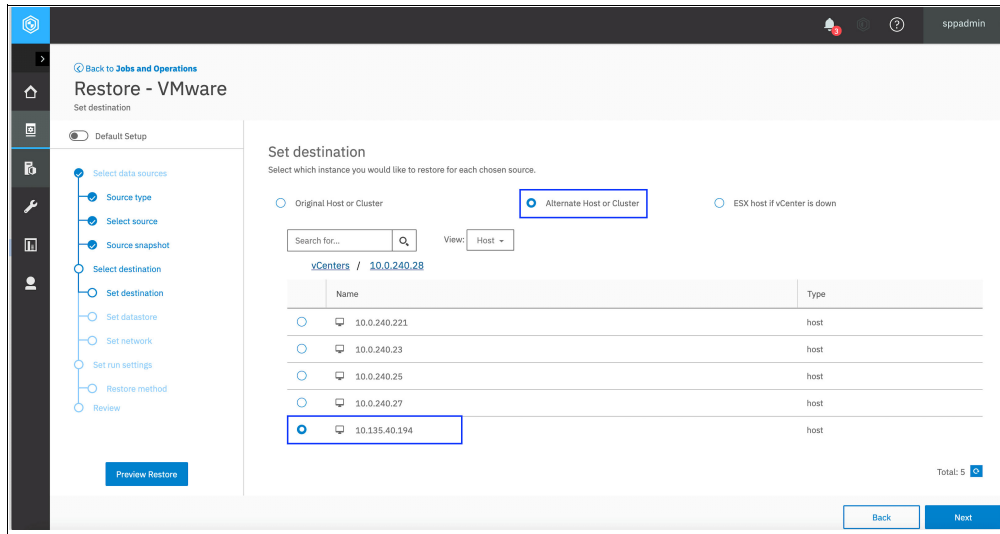 3
sppadmin
Back to Jobs and Operations
Restore - VMware
Set destination
Default Setup
Select data sources
Source type
Select source
Source snapshot
Select destination
Set destination
Set datastore
Set network
Set run settings
Restore method
Review
Preview Restore
Set destination
Select which instance you would like to restore for each chosen source.
Original Host or Cluster
Alternate Host or Cluster
ESX host if vCenter is down
Search for...
View: Host
vCenters / 10.0.240.28
Name Type
10.0.240.221 host
10.0.240.23 host
10.0.240.25 host
10.0.240.27 host
10.135.40.194 host
Total: 5
Back Next